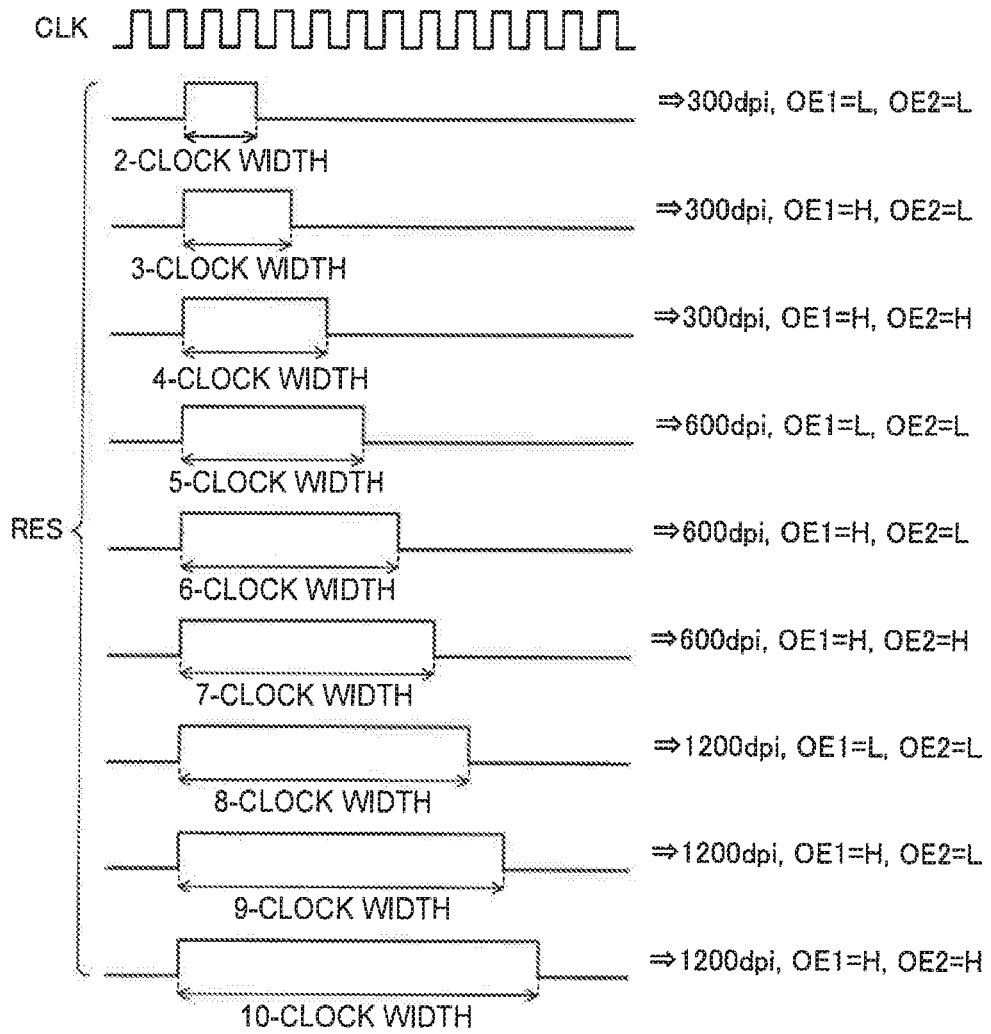 CLK
⇒300dpi, OE1=L, OE2=L
2-CLOCK WIDTH
⇒300dpi, OE1=H, OE2=L
3-CLOCK WIDTH
⇒300dpi, OE1=H, OE2=H
4-CLOCK WIDTH
⇒600dpi, OE1=L, OE2=L
5-CLOCK WIDTH
RES
⇒600dpi, OE1=H, OE2=L
6-CLOCK WIDTH
⇒600dpi, OE1=H, OE2=H
7-CLOCK WIDTH
⇒1200dpi, OE1=L, OE2=L
8-CLOCK WIDTH
⇒1200dpi, OE1=H, OE2=L
9-CLOCK WIDTH
⇒1200dpi, OE1=H, OE2=H
10-CLOCK WIDTH